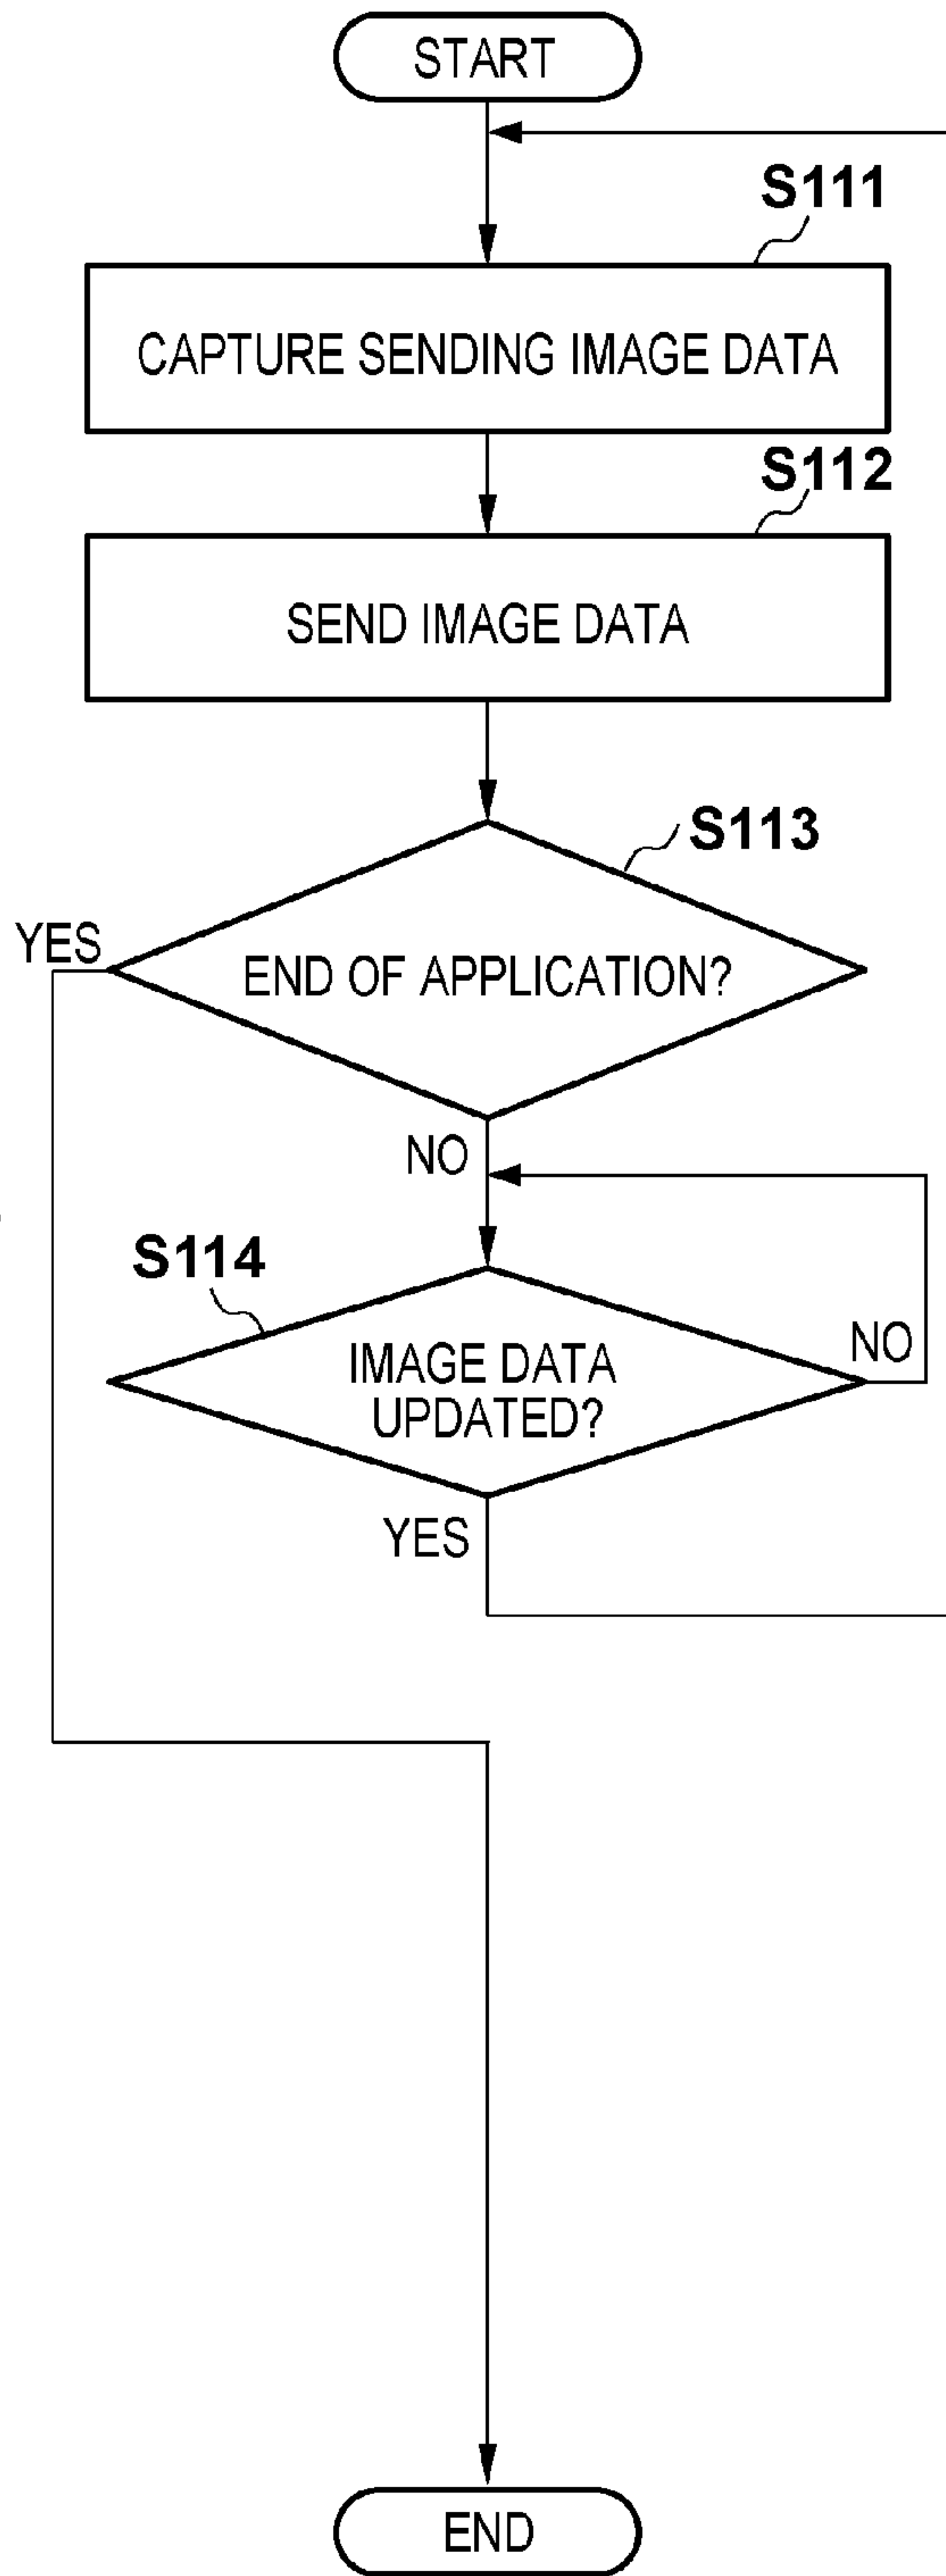 START
S111
CAPTURE SENDING IMAGE DATA
S112
SEND IMAGE DATA
S113
YES
END OF APPLICATION?
NO
S114
IMAGE DATA
UPDATED?
NO
YES
END